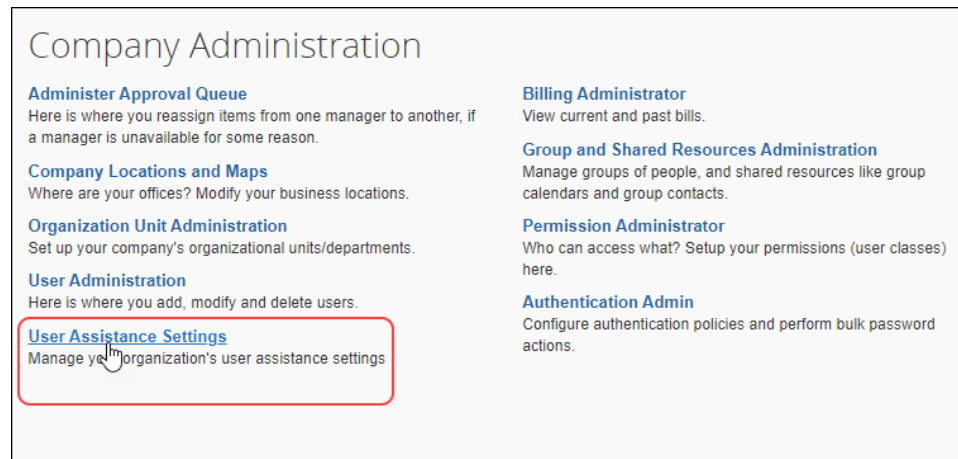 Company Administration
Administer Approval Queue
Here is where you reassign items from one manager to another, if
a manager is unavailable for some reason.
Company Locations and Maps
Where are your offices? Modify your business locations.
Organization Unit Administration
Set up your company's organizational units/departments.
User Administration
Here is where you add, modify and delete users.
User Assistance Settings
Manage yo organization's user assistance settings
Billing Administrator
View current and past bills.
Group and Shared Resources Administration
Manage groups of people, and shared resources like group
calendars and group contacts.
Permission Administrator
Who can access what? Setup your permissions (user classes)
here.
Authentication Admin
Configure authentication policies and perform bulk password
actions.